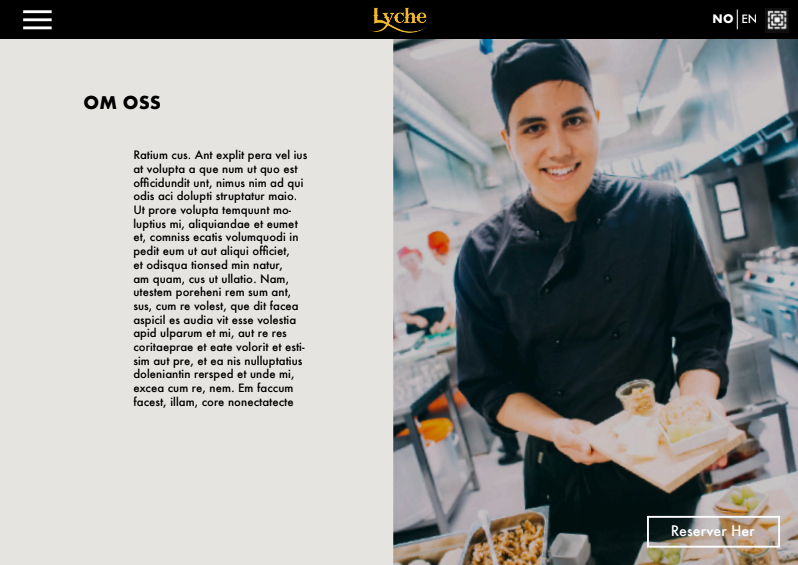 Lyche
NO | EN
OM OSS
Ratium cus. Ant explit pera vel ius
at volupta a que num ut quo est
officidundit unt, nimus nim ad qui
odis aci dolupti struptatur maio.
Ut prore volupta temquunt mo-
luptius mi, aliquiandae et eumet
et, comniss ecatis volumquodi in
pedit eum ut aut aliqui officiet,
et odisqua tionsed min natur,
am quam, cus ut ullatio. Nam,
utestem poreheni rem sum ant,
sus, cum re volest, que dit facea
aspicil es audia vit esse volestia
apid ulparum et mi, aut re res
coritaeprae et eate volorit et esti-
sim aut pre, et ea nis nulluptatius
doleniantin rersped et unde mi,
excea cum re, nem. Em faccum
facest, illam, core nonectatecte
Reserver Her